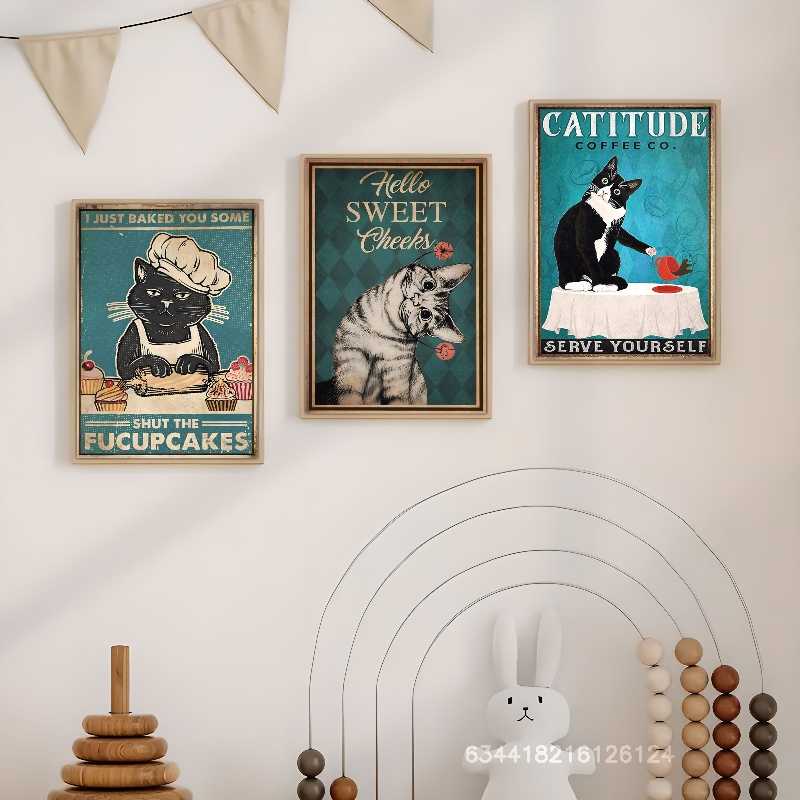 I JUST BAKED YOU SOME
SHUT THE
FUCUPCAKES
Hello
SWEET
Cheeks
CATITUDE
COFFEE CO.
SERVE YOURSELF
634418216126124